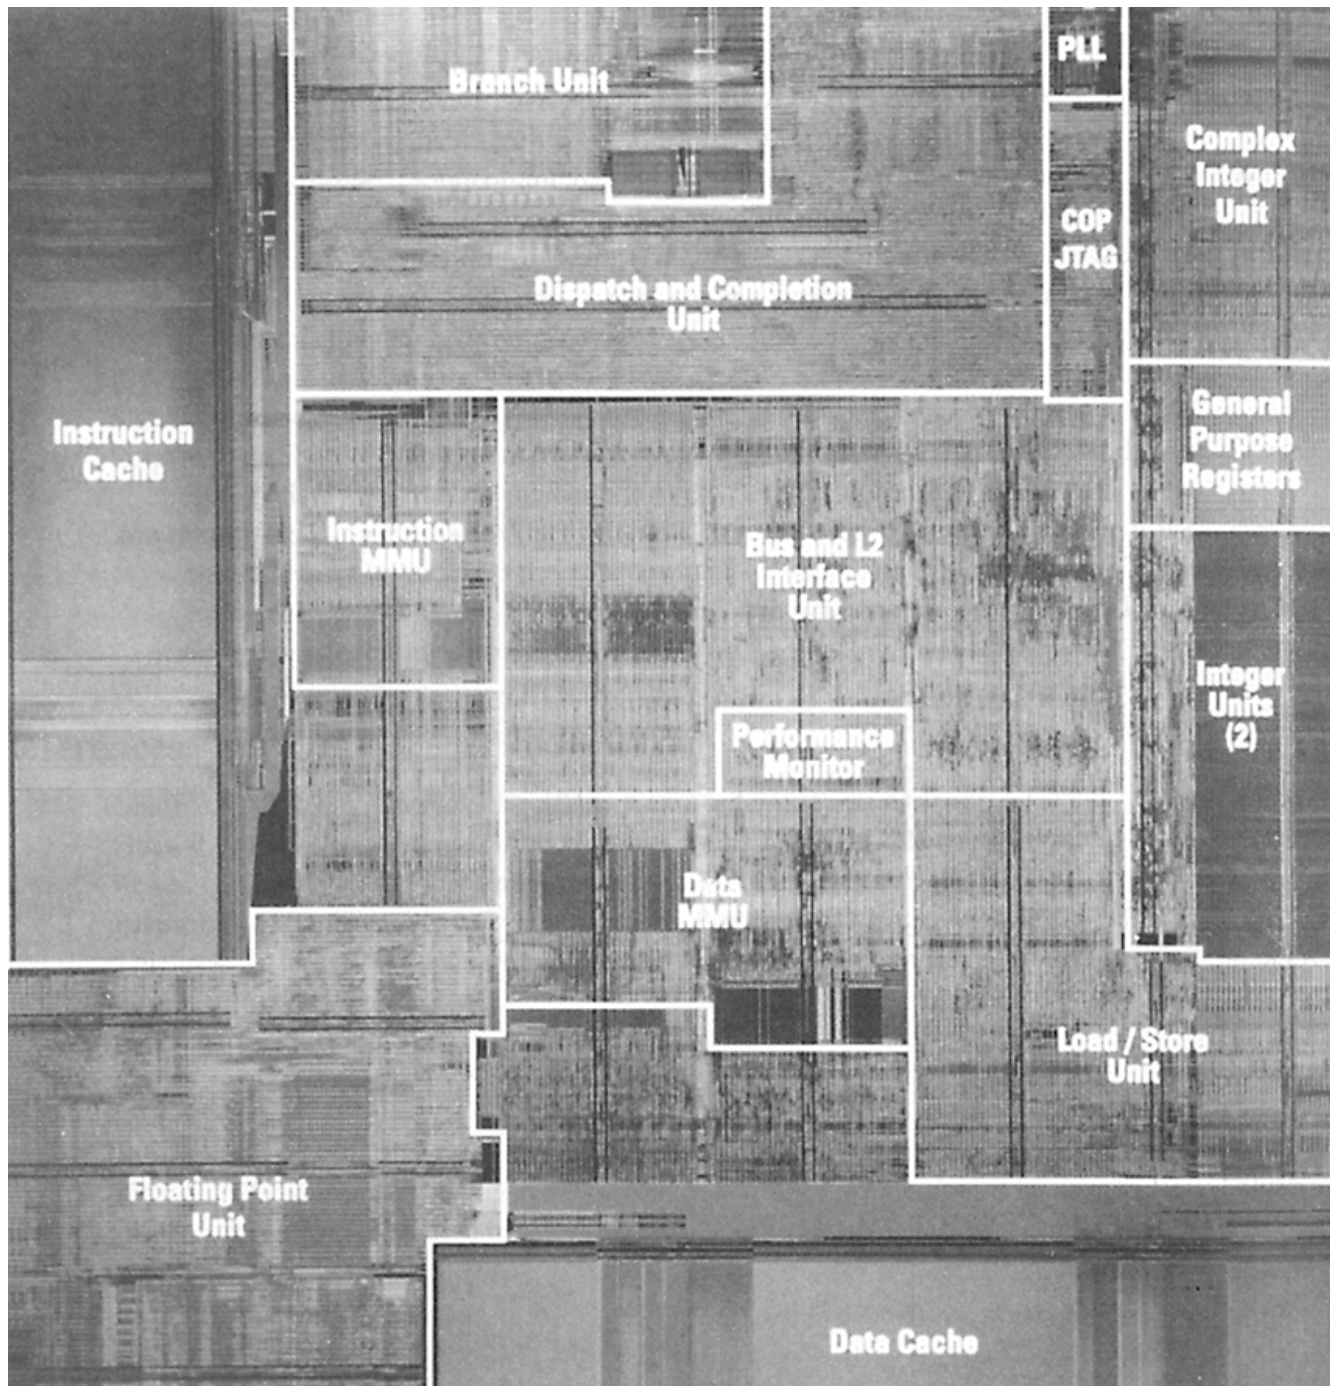 Branch Unit
PLL
Complex
Integer
Unit
COP
JTAG
Dispatch and Completion
Unit
Instruction
Cache
General
Purpose
Registers
Instruction
MMU
Bus and L2
Interface
Unit
Integer
Units
(2)
Performance
Monitor
Data
MMU
Load / Store
Unit
Floating Point
Unit
Data Cache